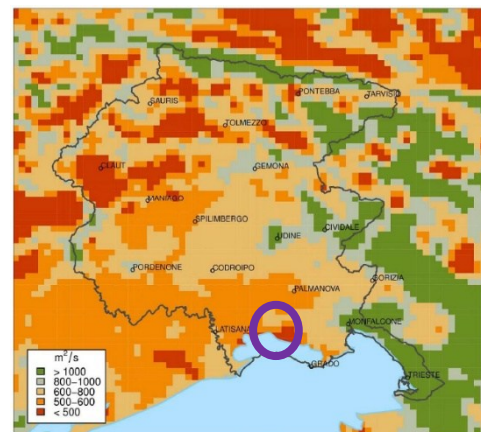 PONTEBBA
TARVISIO
SAURIS
TOLMEZZO
CLAUT
GEMONA
MANIAGO
SPILIMBERGO
CIVIDALE
UDINE
PORDENONE
CODROIPO
GORIZIA
PALMANOVA
LATISANA
MONFALCONE
GRADO
TRIESTE
m²/s
> 1000
800–1000
600–800
500–600
< 500